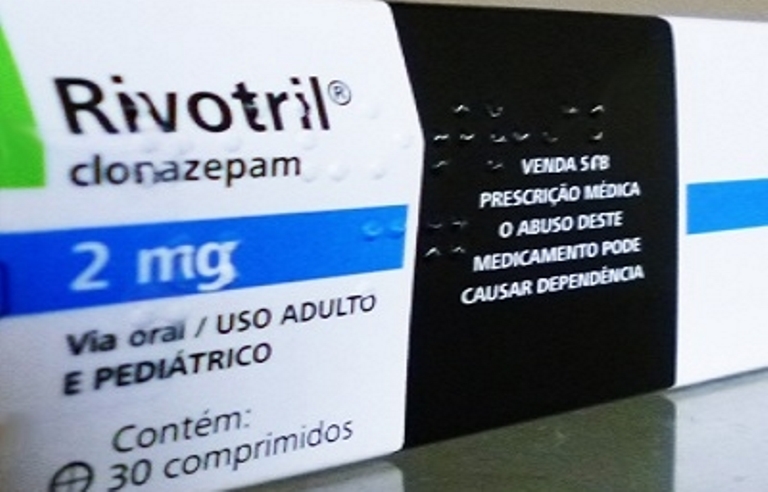 Rivotril®
clonazepam
2 mg
Via oral / USO ADULTO
E PEDIÁTRICO
Contém:
30 comprimidos
VENDA SOB
PRESCRIÇÃO MÉDICA
O ABUSO DESTE
MEDICAMENTO PODE
CAUSAR DEPENDÊNCIA